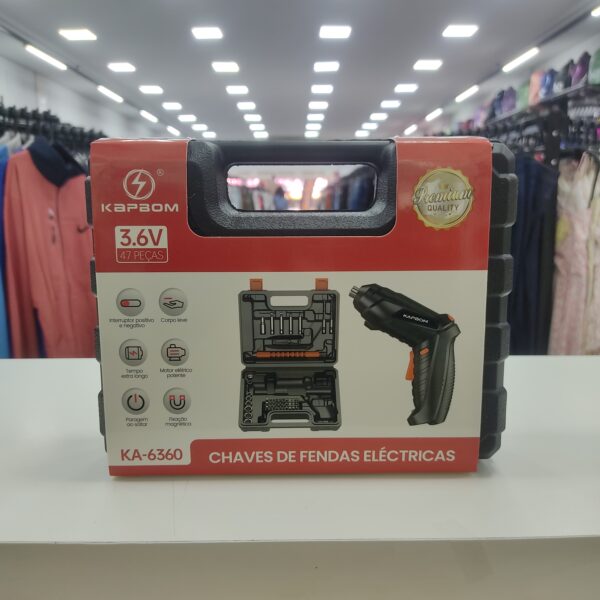 KAPBOM
®
3.6V
47 PEÇAS
Premium
QUALITY
Interruptor positivo
e negativo
Corpo leve
Tempo
extra longo
Motor elétrico
potente
Paragem
ao soltar
Fixação
magnética
KAPBOM
KA-6360
CHAVES DE FENDAS ELÉCTRICAS